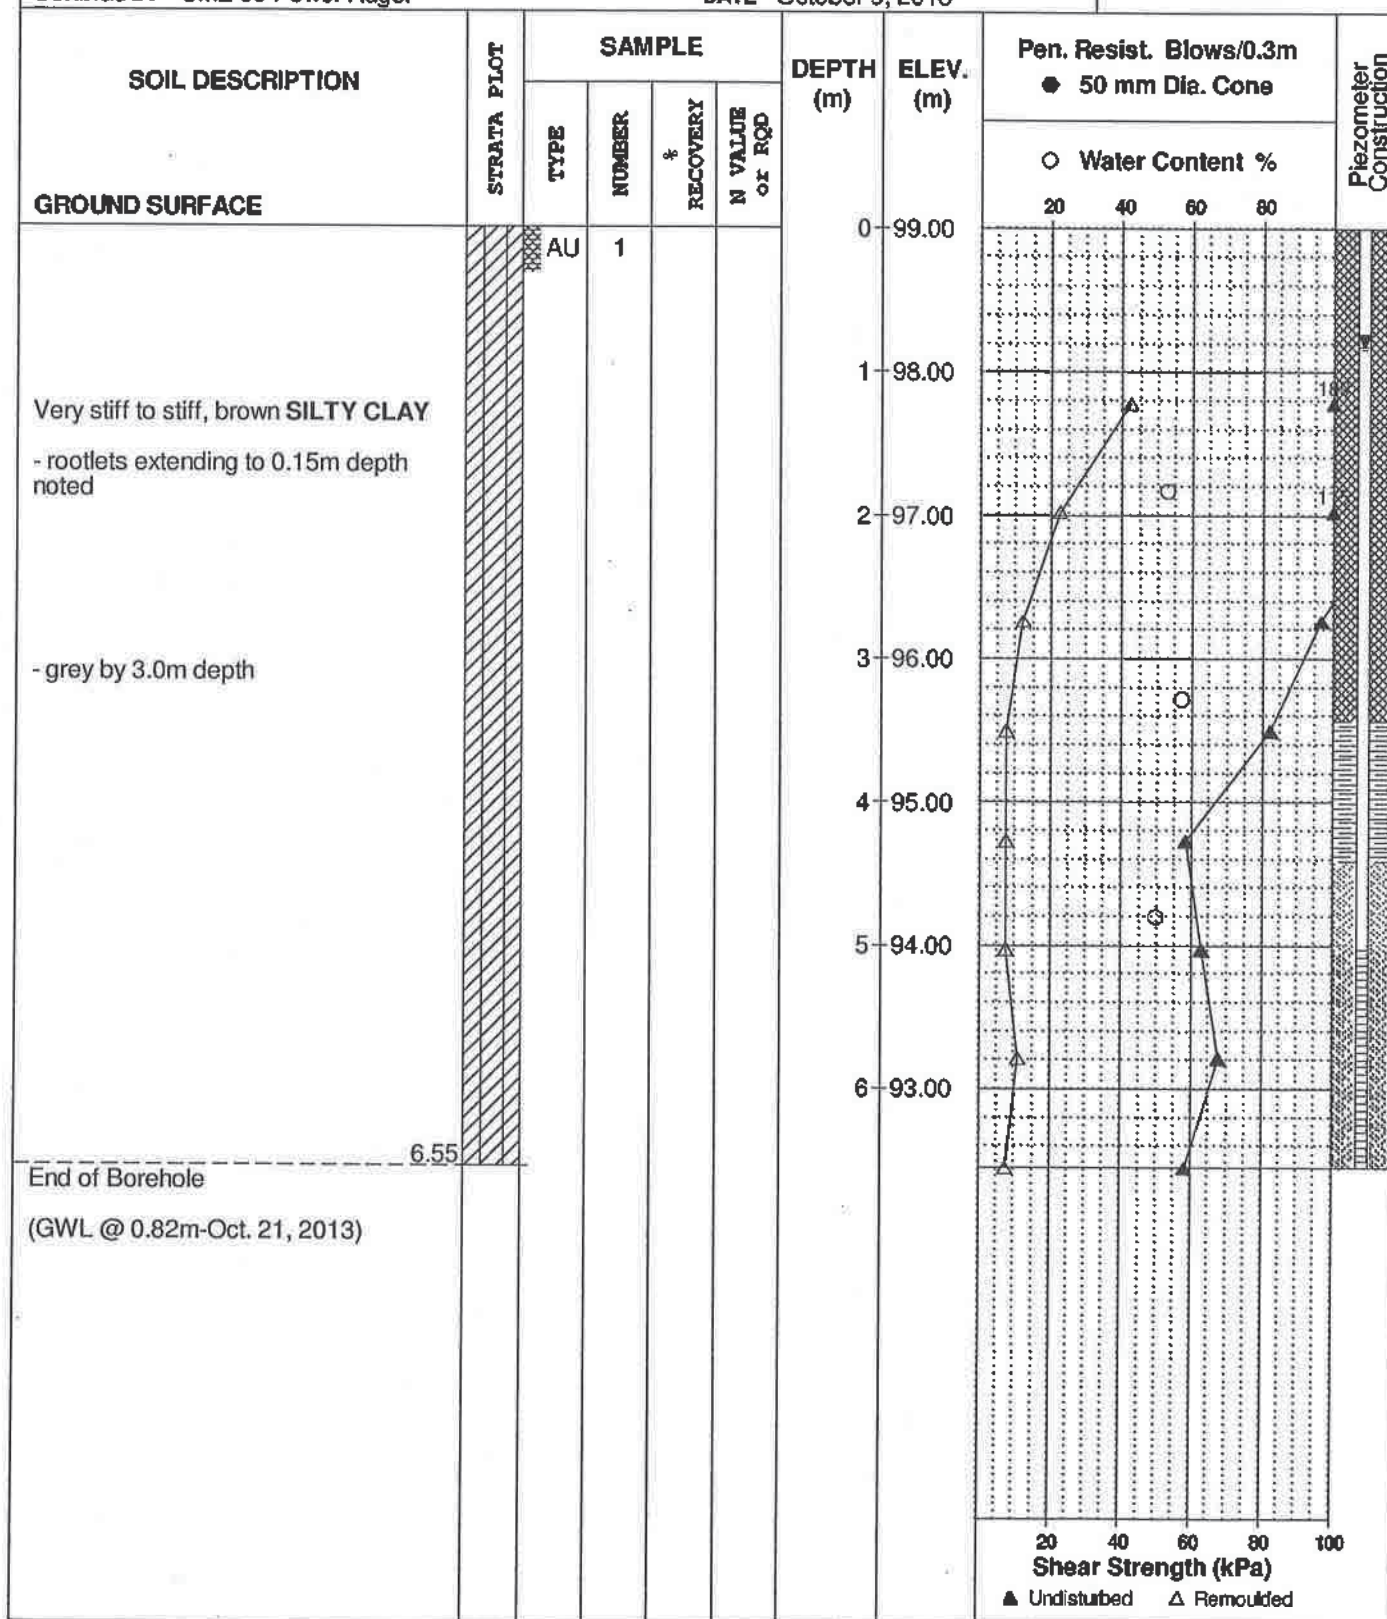 SOIL DESCRIPTION
GROUND SURFACE
STRATA PLOT
SAMPLE
TYPE
NUMBER
%
RECOVERY
N VALUE
or RQD
DEPTH
(m)
ELEV.
(m)
Pen. Resist. Blows/0.3m
● 50 mm Dia. Cone
○ Water Content %
20 40 60 80
Piezometer
Construction
AU 1
0 99.00
1 98.00
Very stiff to stiff, brown SILTY CLAY
- rootlets extending to 0.15m depth
noted
2 97.00
- grey by 3.0m depth
3 96.00
4 95.00
5 94.00
6 93.00
6.55
End of Borehole
(GWL @ 0.82m-Oct. 21, 2013)
20 40 60 80 100
Shear Strength (kPa)
▲ Undisturbed △ Remoulded